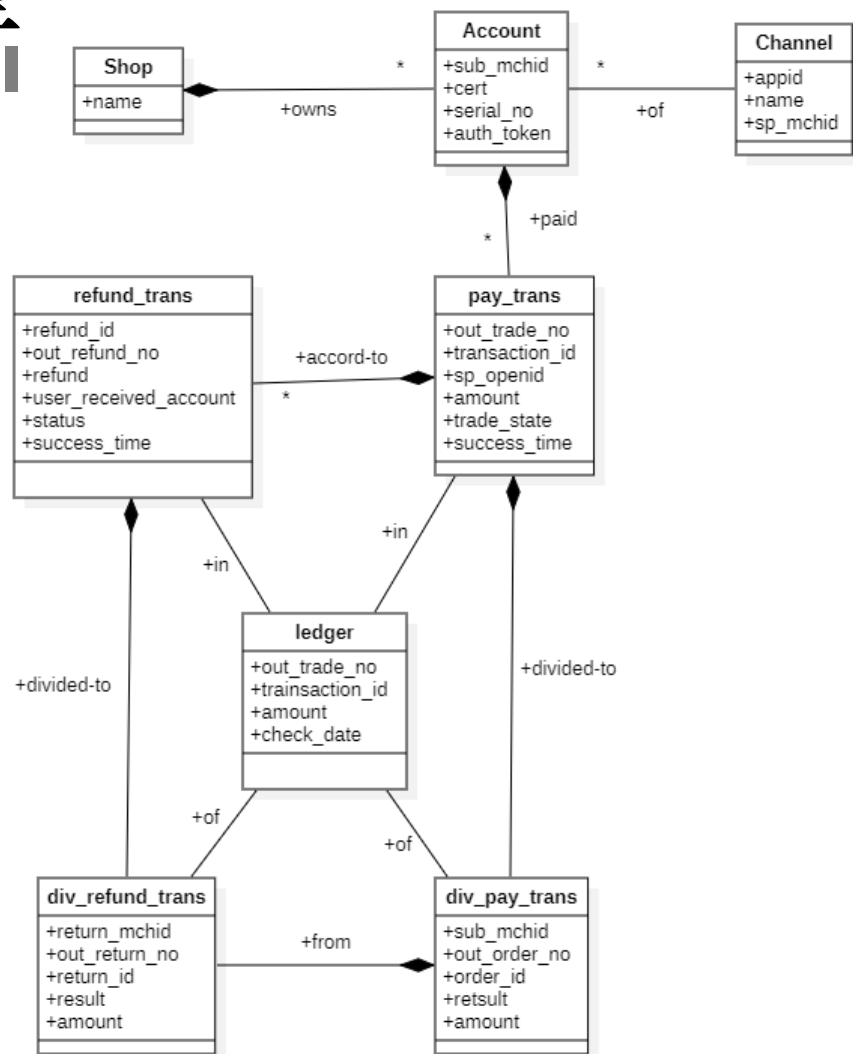 Shop
+name
*
+owns
Account
+sub_mchid
+cert
+serial_no
+auth_token
*
+of
Channel
+appid
+name
+sp_mchid
+paid
*
refund_trans
+refund_id
+out_refund_no
+refund
+user_received_account
+status
+success_time
+accord-to
*
pay_trans
+out_trade_no
+transaction_id
+sp_openid
+amount
+trade_state
+success_time
+in
+in
ledger
+out_trade_no
+trainsaction_id
+amount
+check_date
+divided-to
+divided-to
+of
+of
div_refund_trans
+return_mchid
+out_return_no
+return_id
+result
+amount
+from
div_pay_trans
+sub_mchid
+out_order_no
+order_id
+retsult
+amount